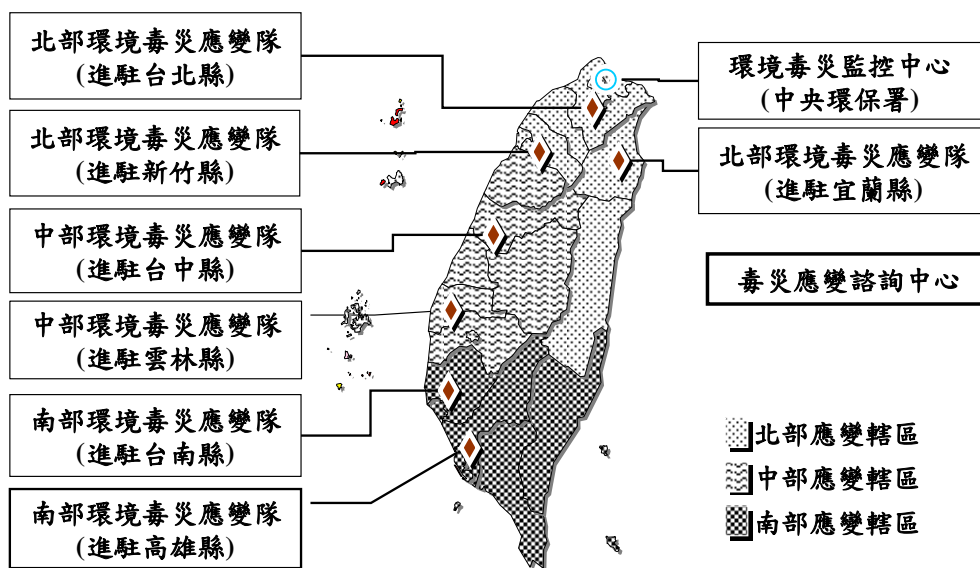 北部環境毒災應變隊
(進駐台北縣)
北部環境毒災應變隊
(進駐新竹縣)
中部環境毒災應變隊
(進駐台中縣)
中部環境毒災應變隊
(進駐雲林縣)
南部環境毒災應變隊
(進駐台南縣)
南部環境毒災應變隊
(進駐高雄縣)
環境毒災監控中心
(中央環保署)
北部環境毒災應變隊
(進駐宜蘭縣)
毒災應變諮詢中心
北部應變轄區
中部應變轄區
南部應變轄區